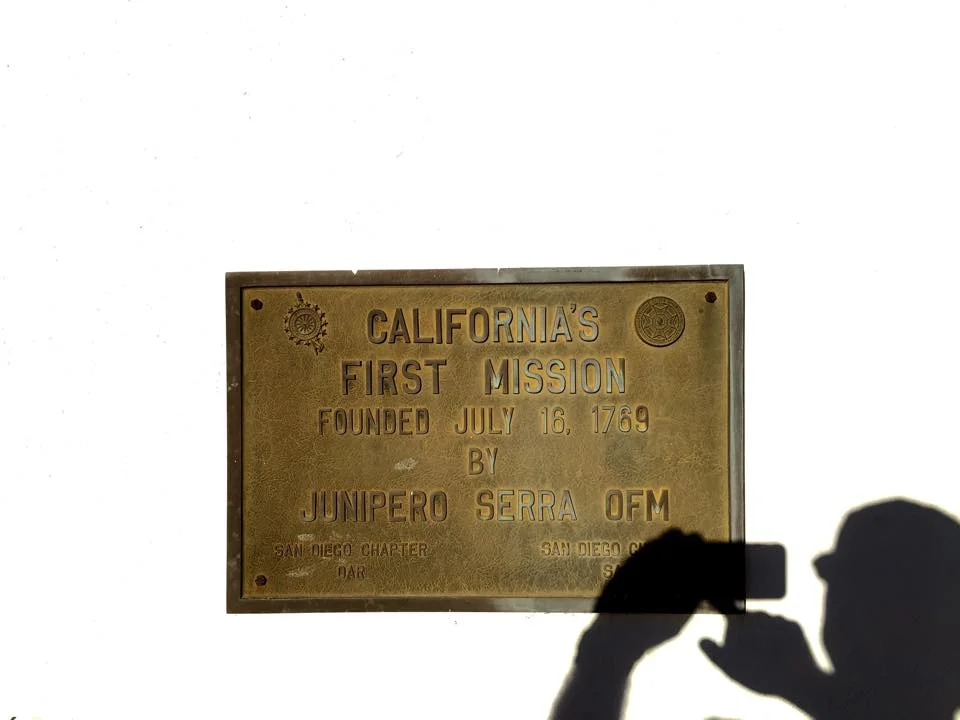 CALIFORNIA'S
FIRST MISSION
FOUNDED JULY 16, 1769
BY
JUNIPERO SERRA OFM
SAN DIEGO CHAPTER SAN DIEGO
DAR